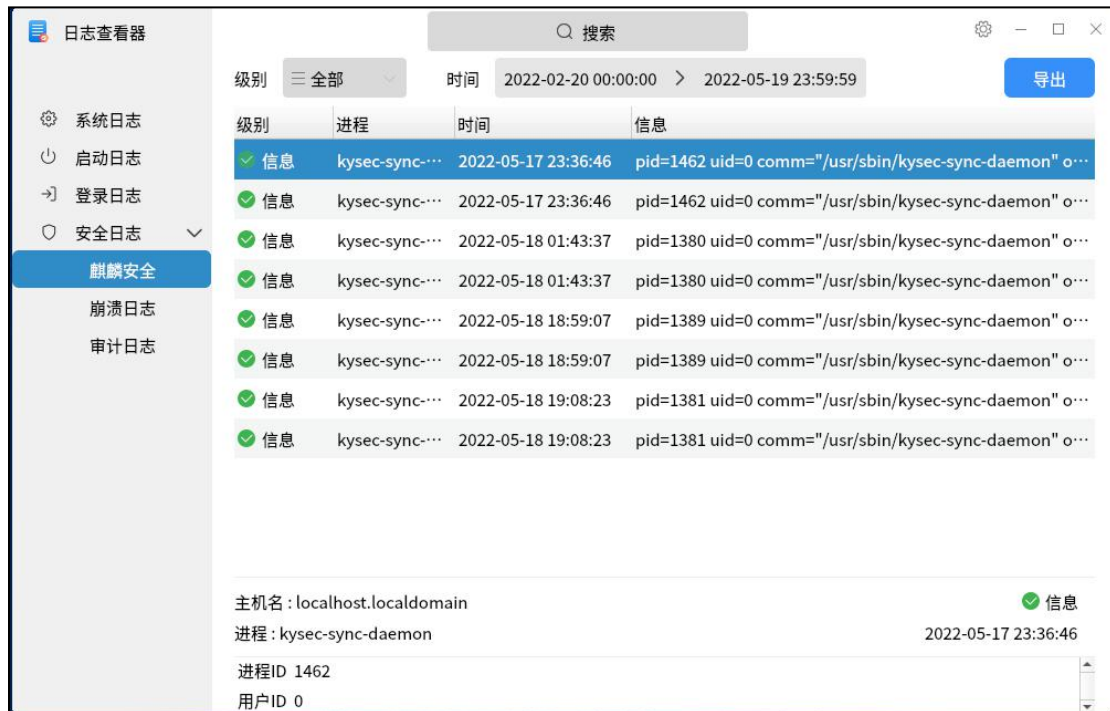 日志查看器
搜索
级别 全部 时间 2022-02-20 00:00:00 > 2022-05-19 23:59:59 导出
系统日志
启动日志
登录日志
安全日志
麒麟安全
崩溃日志
审计日志
级别 进程 时间 信息
信息 kysec-sync-··· 2022-05-17 23:36:46 pid=1462 uid=0 comm="/usr/sbin/kysec-sync-daemon" o···
信息 kysec-sync-··· 2022-05-17 23:36:46 pid=1462 uid=0 comm="/usr/sbin/kysec-sync-daemon" o···
信息 kysec-sync-··· 2022-05-18 01:43:37 pid=1380 uid=0 comm="/usr/sbin/kysec-sync-daemon" o···
信息 kysec-sync-··· 2022-05-18 01:43:37 pid=1380 uid=0 comm="/usr/sbin/kysec-sync-daemon" o···
信息 kysec-sync-··· 2022-05-18 18:59:07 pid=1389 uid=0 comm="/usr/sbin/kysec-sync-daemon" o···
信息 kysec-sync-··· 2022-05-18 18:59:07 pid=1389 uid=0 comm="/usr/sbin/kysec-sync-daemon" o···
信息 kysec-sync-··· 2022-05-18 19:08:23 pid=1381 uid=0 comm="/usr/sbin/kysec-sync-daemon" o···
信息 kysec-sync-··· 2022-05-18 19:08:23 pid=1381 uid=0 comm="/usr/sbin/kysec-sync-daemon" o···
主机名 : localhost.localdomain 信息
进程 : kysec-sync-daemon 2022-05-17 23:36:46
进程ID 1462
用户ID 0